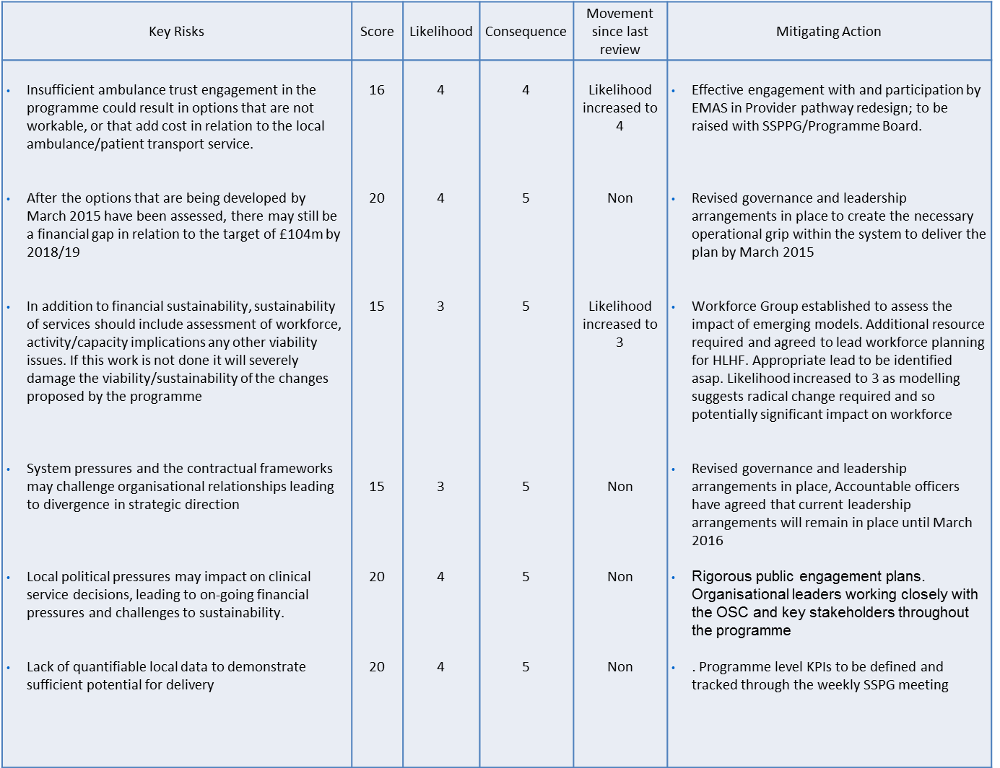 Key Risks
Score
Likelihood
Consequence
Movement
since last
review
Mitigating Action
• Insufficient ambulance trust engagement in the
programme could result in options that are not
workable, or that add cost in relation to the local
ambulance/patient transport service.
16
4
4
Likelihood
increased to
4
• Effective engagement with and participation by
EMAS in Provider pathway redesign; to be
raised with SSPPG/Programme Board.
• After the options that are being developed by
March 2015 have been assessed, there may still be
a financial gap in relation to the target of £104m by
2018/19
20
4
5
Non
• Revised governance and leadership
arrangements in place to create the necessary
operational grip within the system to deliver the
plan by March 2015
• In addition to financial sustainability, sustainability
of services should include assessment of workforce,
activity/capacity implications any other viability
issues. If this work is not done it will severely
damage the viability/sustainability of the changes
proposed by the programme
15
3
5
Likelihood
increased to
3
• Workforce Group established to assess the
impact of emerging models. Additional resource
required and agreed to lead workforce planning
for HLHF. Appropriate lead to be identified
asap. Likelihood increased to 3 as modelling
suggests radical change required and so
potentially significant impact on workforce
• System pressures and the contractual frameworks
may challenge organisational relationships leading
to divergence in strategic direction
15
3
5
Non
• Revised governance and leadership
arrangements in place, Accountable officers
have agreed that current leadership
arrangements will remain in place until March
2016
• Local political pressures may impact on clinical
service decisions, leading to on-going financial
pressures and challenges to sustainability.
20
4
5
Non
• Rigorous public engagement plans.
Organisational leaders working closely with
the OSC and key stakeholders throughout
the programme
• Lack of quantifiable local data to demonstrate
sufficient potential for delivery
20
4
5
Non
• . Programme level KPIs to be defined and
tracked through the weekly SSPG meeting